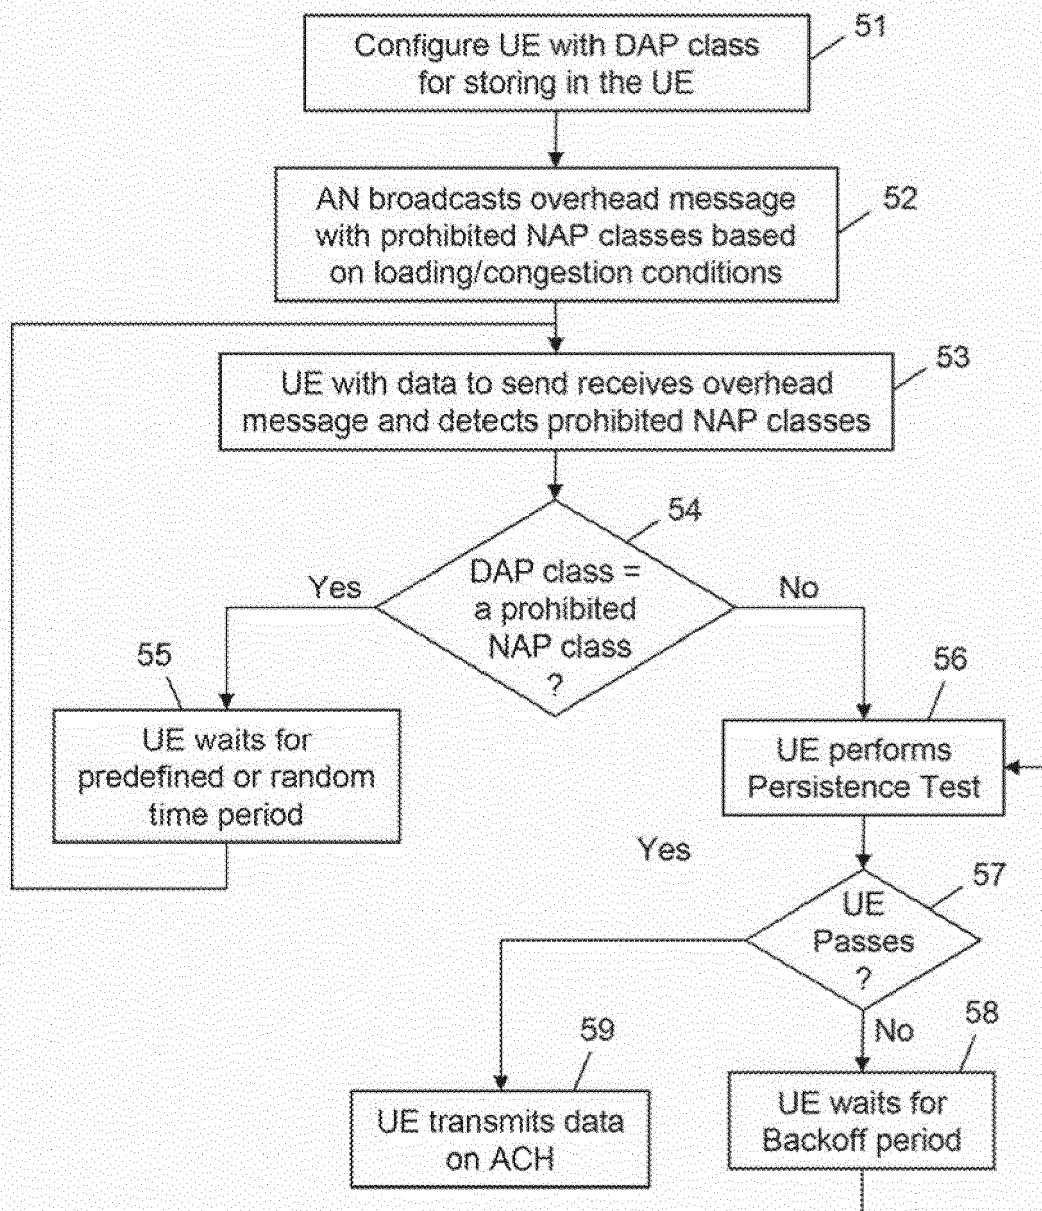 51
Configure UE with DAP class
for storing in the UE
52
AN broadcasts overhead message
with prohibited NAP classes based
on loading/congestion conditions
53
UE with data to send receives overhead
message and detects prohibited NAP classes
54
DAP class =
a prohibited
NAP class
?
Yes
No
55
UE waits for
predefined or random
time period
56
UE performs
Persistence Test
Yes
57
UE
Passes
?
No
58
UE waits for
Backoff period
59
UE transmits data
on ACH